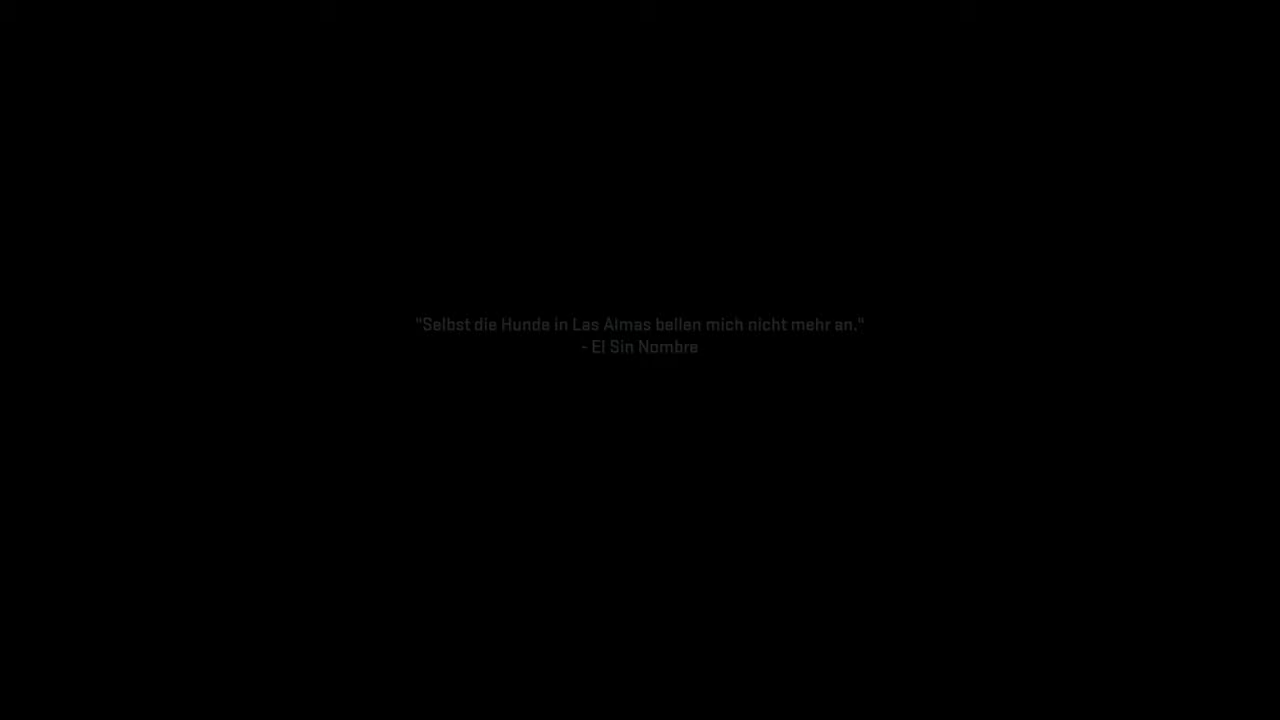 "Selbst die Hunde in Las Almas bellen mich nicht mehr an."
- El Sin Nombre